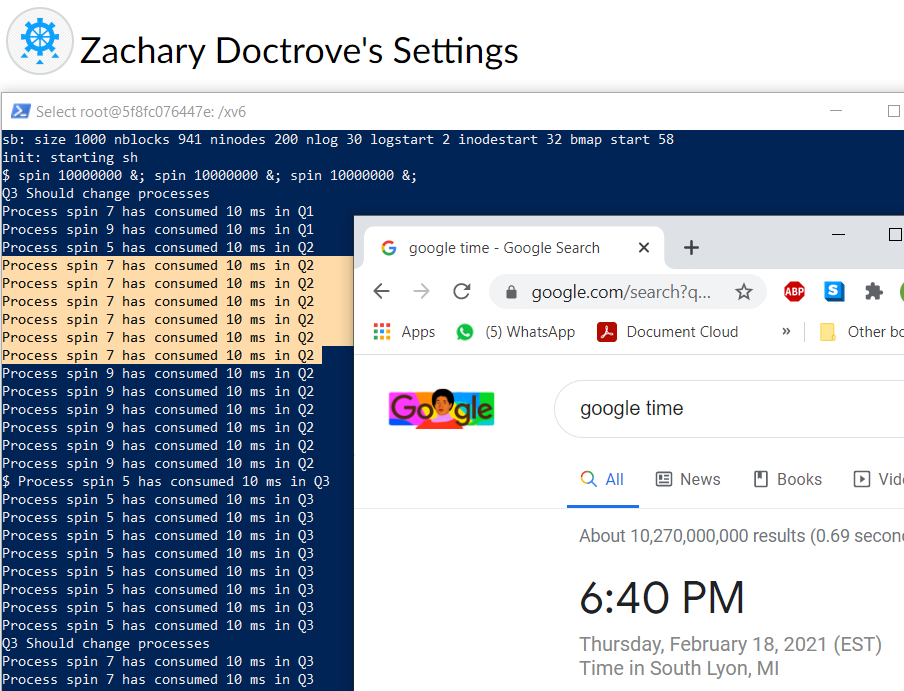 Zachary Doctrove's Settings
Select root@5f8fc076447e: /xv6
sb: size 1000 nblocks 941 ninodes 200 nlog 30 logstart 2 inodestart 32 bmap start 58
init: starting sh
$ spin 10000000 &; spin 10000000 &; spin 10000000 &;
Q3 Should change processes
Process spin 7 has consumed 10 ms in Q1
Process spin 9 has consumed 10 ms in Q1
Process spin 5 has consumed 10 ms in Q2
Process spin 7 has consumed 10 ms in Q2
Process spin 7 has consumed 10 ms in Q2
Process spin 7 has consumed 10 ms in Q2
Process spin 7 has consumed 10 ms in Q2
Process spin 7 has consumed 10 ms in Q2
Process spin 7 has consumed 10 ms in Q2
Process spin 9 has consumed 10 ms in Q2
Process spin 9 has consumed 10 ms in Q2
Process spin 9 has consumed 10 ms in Q2
Process spin 9 has consumed 10 ms in Q2
Process spin 9 has consumed 10 ms in Q2
Process spin 9 has consumed 10 ms in Q2
$ Process spin 5 has consumed 10 ms in Q3
Process spin 5 has consumed 10 ms in Q3
Process spin 5 has consumed 10 ms in Q3
Process spin 5 has consumed 10 ms in Q3
Process spin 5 has consumed 10 ms in Q3
Process spin 5 has consumed 10 ms in Q3
Process spin 5 has consumed 10 ms in Q3
Process spin 5 has consumed 10 ms in Q3
Process spin 5 has consumed 10 ms in Q3
Q3 Should change processes
Process spin 7 has consumed 10 ms in Q3
Process spin 7 has consumed 10 ms in Q3
google time - Google Search
google.com/search?q...
ABP
S
Apps
(5) WhatsApp
Document Cloud
»
Other bo
Google
google time
All
News
Books
Vide
About 10,270,000,000 results (0.69 secon
6:40 PM
Thursday, February 18, 2021 (EST)
Time in South Lyon, MI